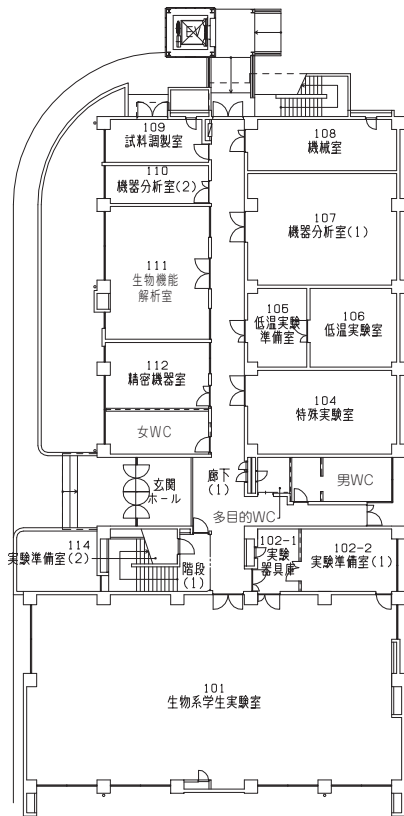 EV
109
試料調製室
108
機械室
110
機器分析室(2)
107
機器分析室(1)
111
生物機能
解析室
105
低温実験
準備室
106
低温実験室
112
精密機器室
104
特殊実験室
女WC
玄関
ホール
廊下
(1)
男WC
多目的WC
114
実験準備室(2)
階段
(1)
102-1
実験
器具庫
102-2
実験準備室(1)
101
生物系学生実験室